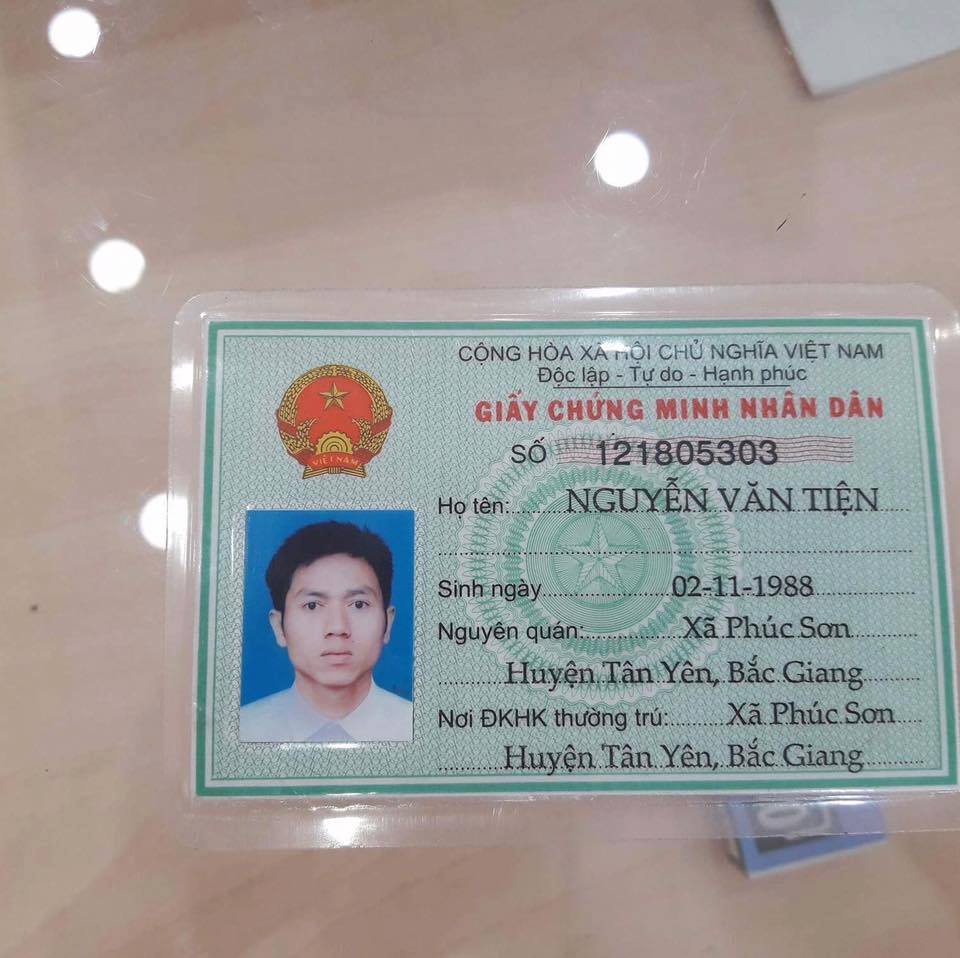 CỘNG HÒA XÃ HỘI CHỦ NGHĨA VIỆT NAM
Độc lập - Tự do - Hạnh phúc
GIẤY CHỨNG MINH NHÂN DÂN
SỐ 121805303
Họ tên: NGUYỄN VĂN TIỆN
Sinh ngày 02-11-1988
Nguyên quán: Xã Phúc Sơn
Huyện Tân Yên, Bắc Giang
Nơi ĐKHK thường trú: Xã Phúc Sơn
Huyện Tân Yên, Bắc Giang
VIỆT NAM